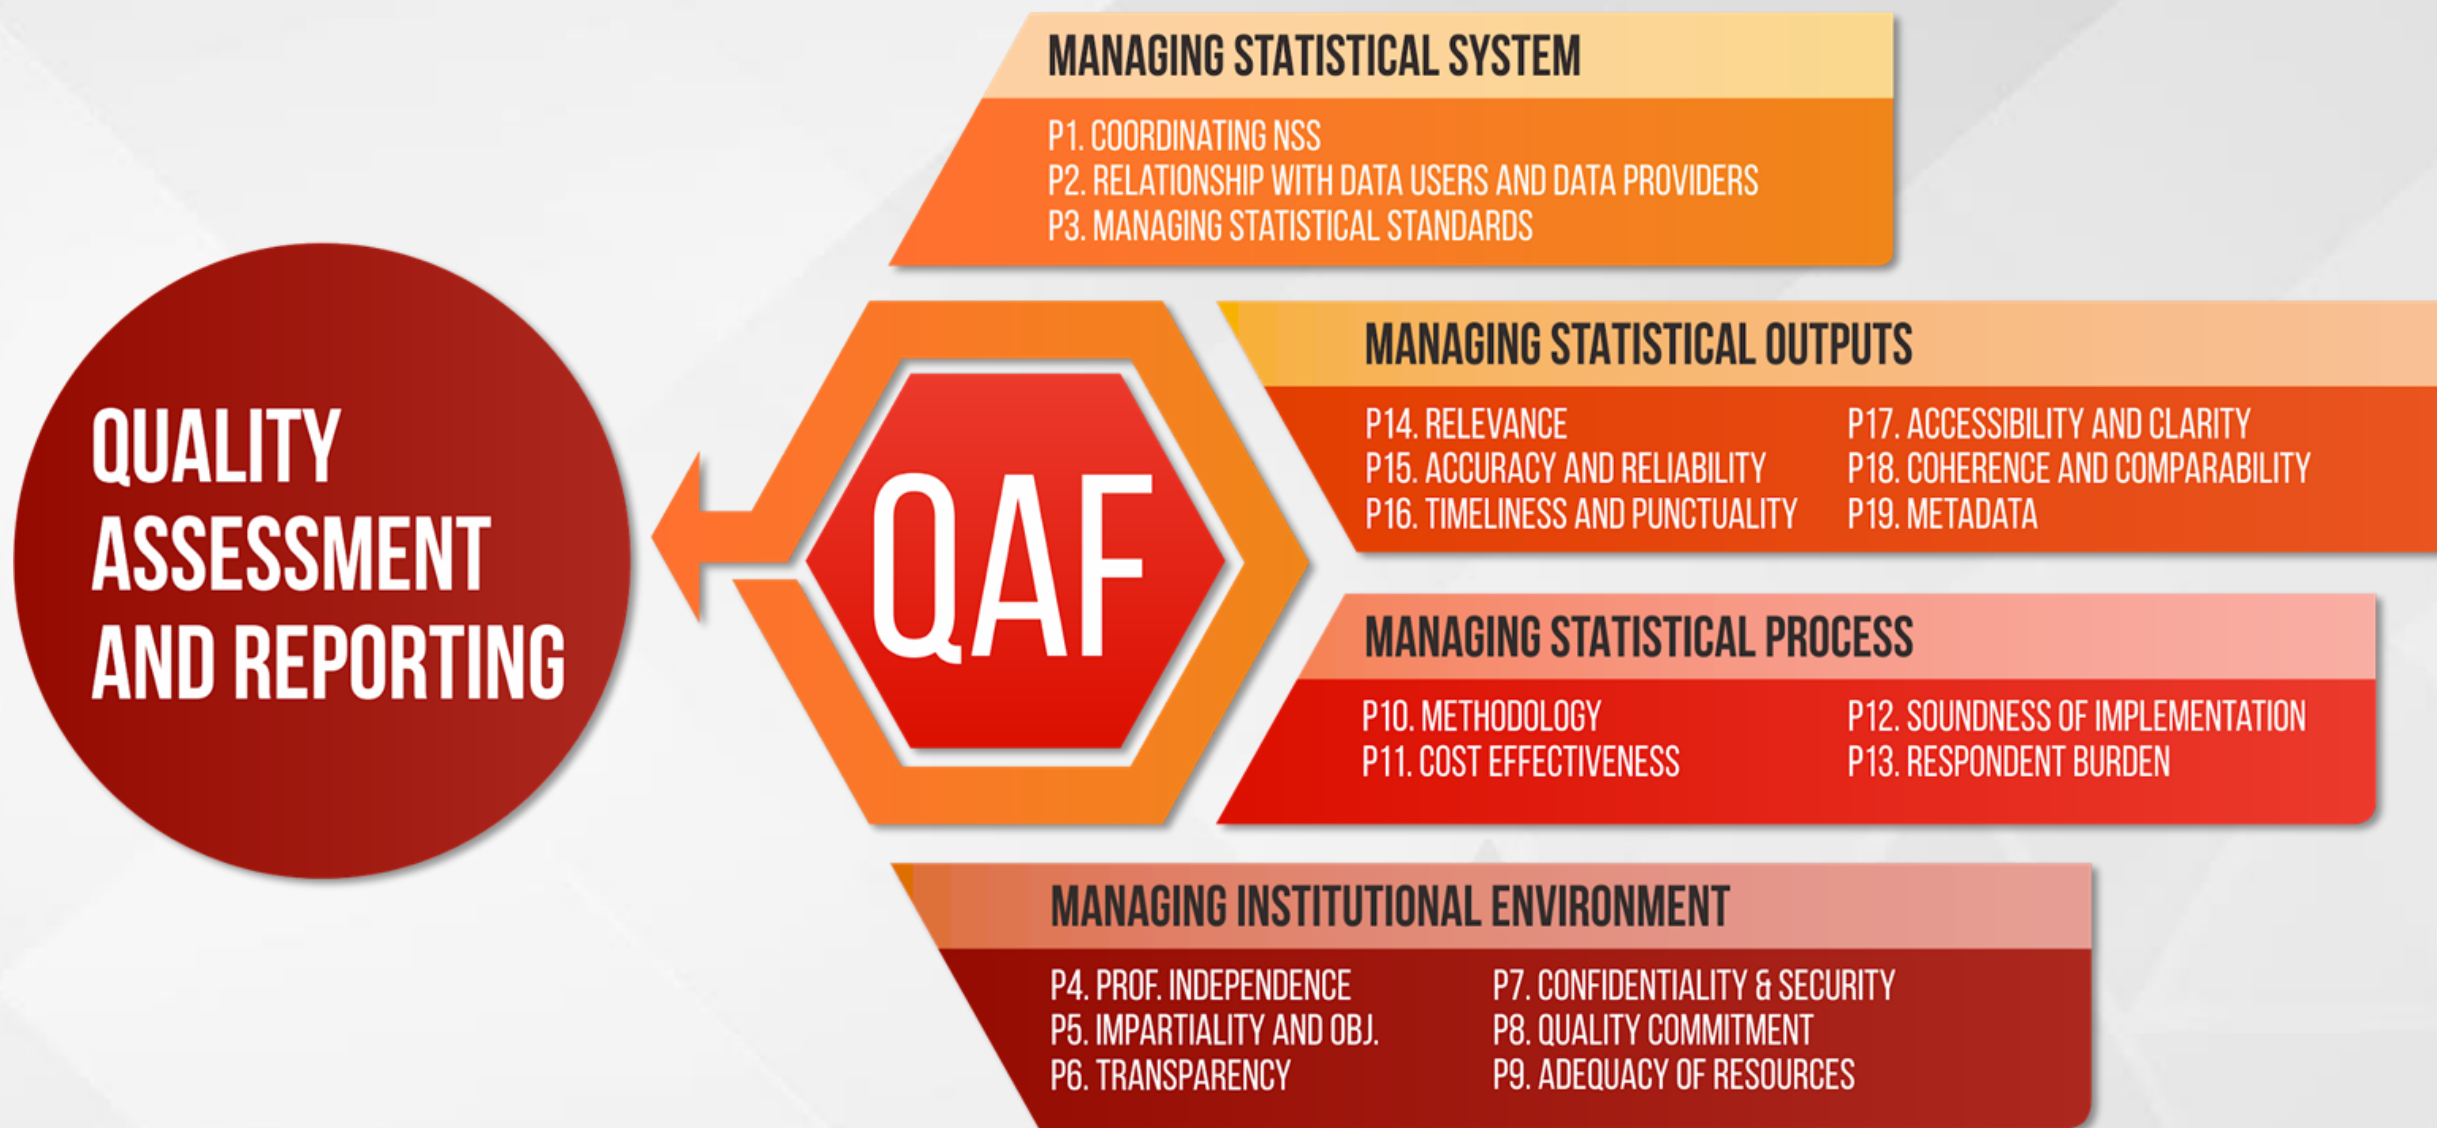 QUALITY
ASSESSMENT
AND REPORTING
QAF
MANAGING STATISTICAL SYSTEM
P1. COORDINATING NSS
P2. RELATIONSHIP WITH DATA USERS AND DATA PROVIDERS
P3. MANAGING STATISTICAL STANDARDS
MANAGING STATISTICAL OUTPUTS
P14. RELEVANCE
P15. ACCURACY AND RELIABILITY
P16. TIMELINESS AND PUNCTUALITY
P17. ACCESSIBILITY AND CLARITY
P18. COHERENCE AND COMPARABILITY
P19. METADATA
MANAGING STATISTICAL PROCESS
P10. METHODOLOGY
P11. COST EFFECTIVENESS
P12. SOUNDNESS OF IMPLEMENTATION
P13. RESPONDENT BURDEN
MANAGING INSTITUTIONAL ENVIRONMENT
P4. PROF. INDEPENDENCE
P5. IMPARTIALITY AND OBJ.
P6. TRANSPARENCY
P7. CONFIDENTIALITY & SECURITY
P8. QUALITY COMMITMENT
P9. ADEQUACY OF RESOURCES